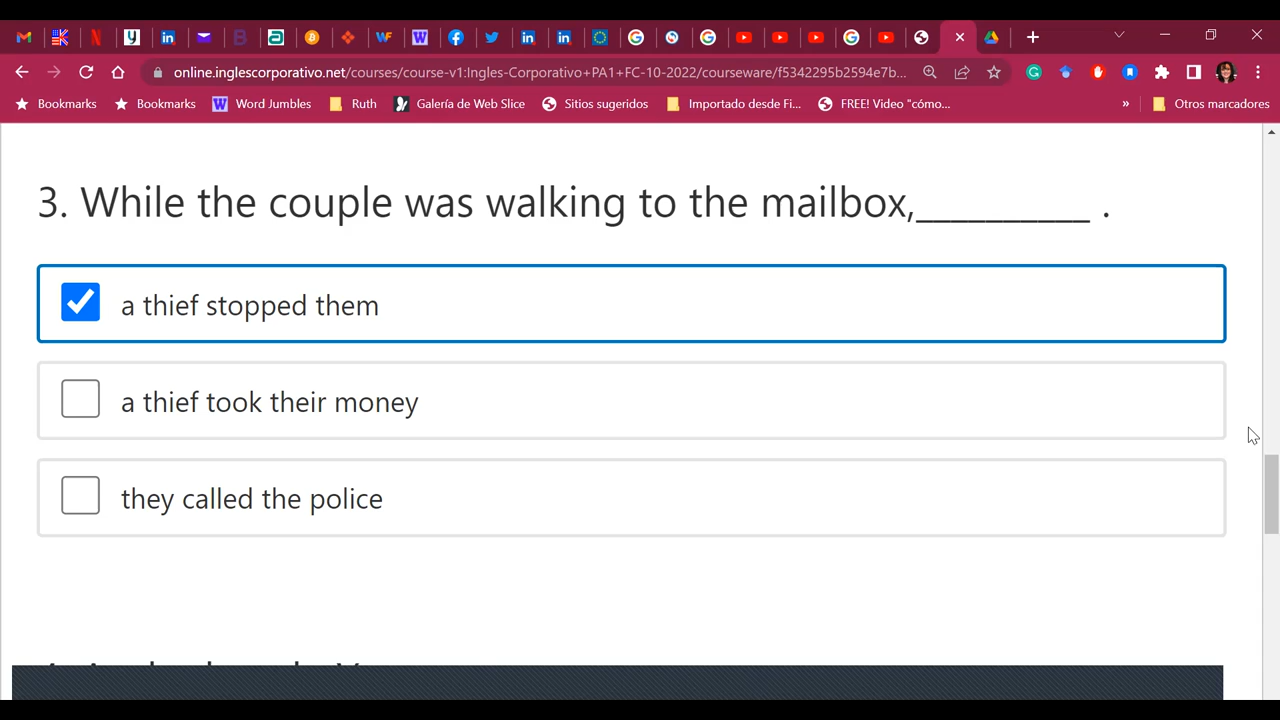 online.inglescorporativo.net/courses/course-v1:Ingles-Corporativo+PA1+FC-10-2022/courseware/f5342295b2594e7b...
Bookmarks Bookmarks Word Jumbles Ruth Galería de Web Slice Sitios sugeridos Importado desde Fi... FREE! Video "cómo... » Otros marcadores
3. While the couple was walking to the mailbox,__________ .
a thief stopped them
a thief took their money
they called the police